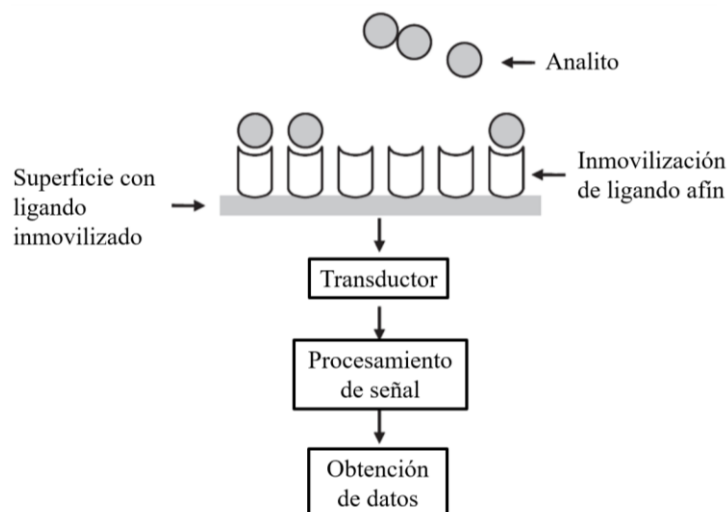 Analito
Inmovilización
de ligando afín
Superficie con
ligando
inmovilizado
Transductor
Procesamiento
de señal
Obtención
de datos